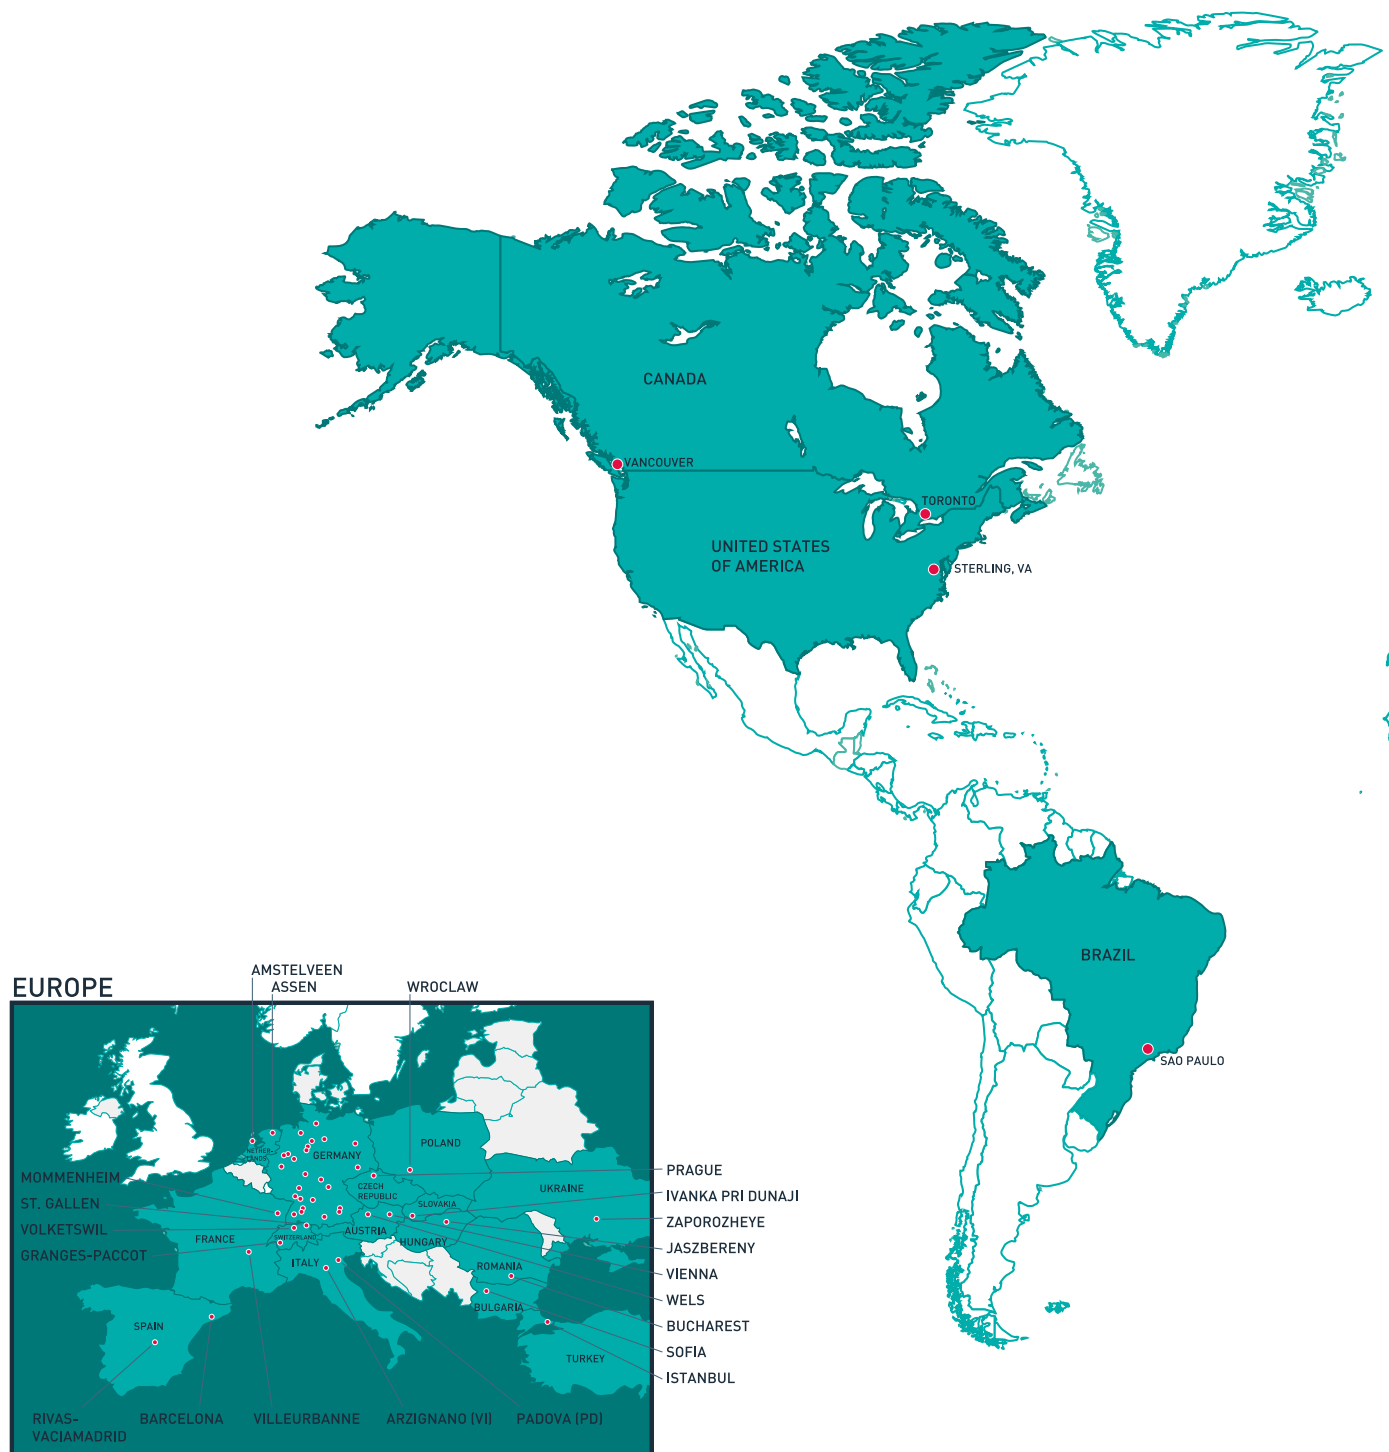 CANADA
VANCOUVER
TORONTO
UNITED STATES
OF AMERICA
STERLING, VA
BRAZIL
SAO PAULO
EUROPE
AMSTELVEEN
ASSEN
WROCLAW
NETHER-
LANDS
GERMANY
POLAND
CZECH
REPUBLIC
SLOVAKIA
UKRAINE
AUSTRIA
SWITZERLAND
HUNGARY
FRANCE
ITALY
ROMANIA
BULGARIA
SPAIN
TURKEY
MOMMENHEIM
ST. GALLEN
VOLKETSWIL
GRANGES-PACCOT
PRAGUE
IVANKA PRI DUNAJI
ZAPOROZHEYE
JASZBERENY
VIENNA
WELS
BUCHAREST
SOFIA
ISTANBUL
RIVAS-
VACIAMADRID
BARCELONA
VILLEURBANNE
ARZIGNANO (VI)
PADOVA (PD)